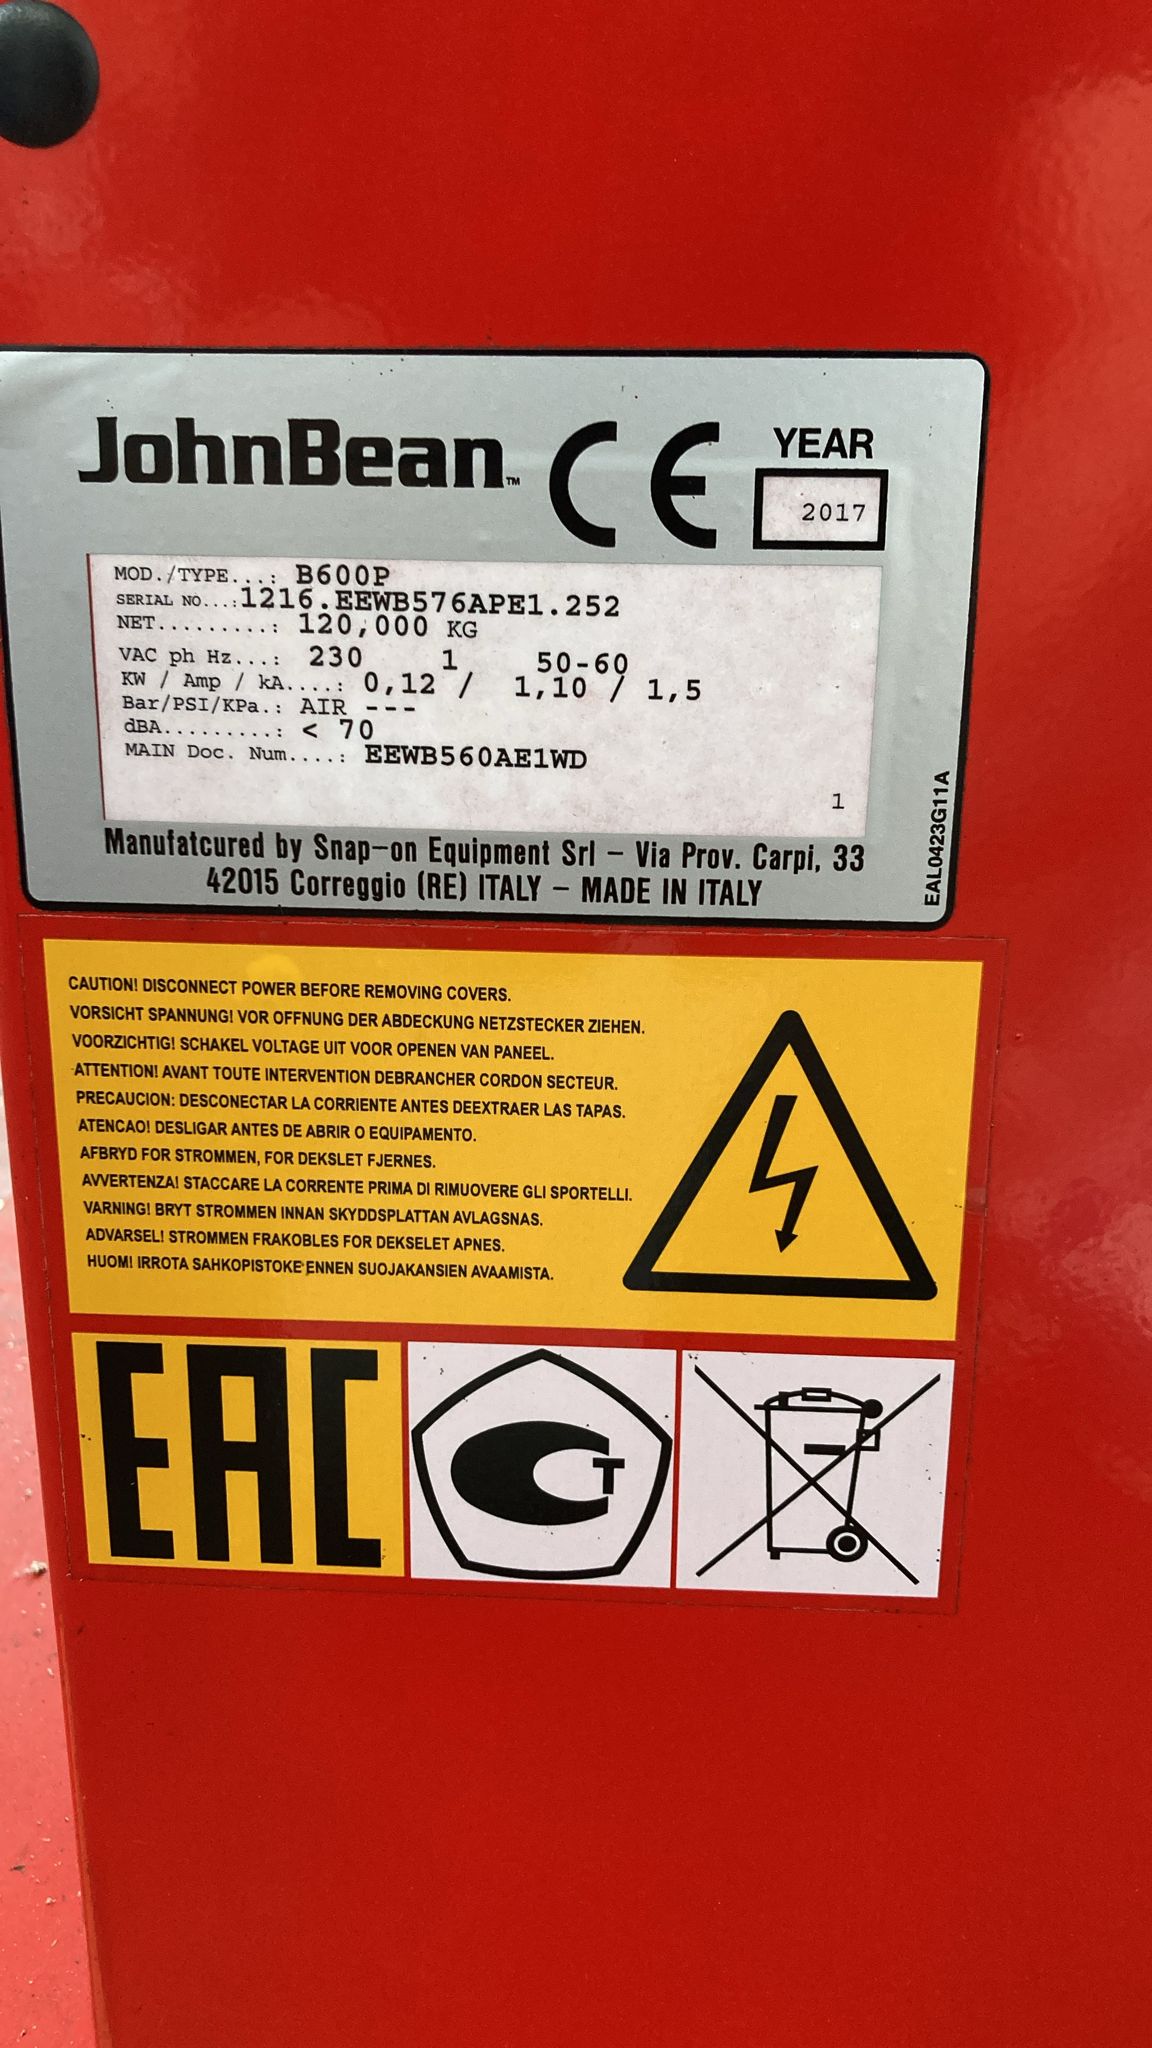 JohnBean™
CE
YEAR
2017
MOD./TYPE...: B600P
SERIAL NO...:1216.EEWB576APE1.252
NET.........: 120,000 KG
VAC ph Hz...: 230 1 50-60
KW / Amp / kA....: 0,12 / 1,10 / 1,5
Bar/PSI/KPa.: AIR ---
dBA.........: < 70
MAIN Doc. Num....: EEWB560AE1WD
1
EAL0423G11A
Manufatcured by Snap-on Equipment Srl – Via Prov. Carpi, 33
42015 Correggio (RE) ITALY – MADE IN ITALY
CAUTION! DISCONNECT POWER BEFORE REMOVING COVERS.
VORSICHT SPANNUNG! VOR OFFNUNG DER ABDECKUNG NETZSTECKER ZIEHEN.
VOORZICHTIG! SCHAKEL VOLTAGE UIT VOOR OPENEN VAN PANEEL.
ATTENTION! AVANT TOUTE INTERVENTION DEBRANCHER CORDON SECTEUR.
PRECAUCION: DESCONECTAR LA CORRIENTE ANTES DEEXTRAER LAS TAPAS.
ATENCAO! DESLIGAR ANTES DE ABRIR O EQUIPAMENTO.
AFBRYD FOR STROMMEN, FOR DEKSLET FJERNES.
AVVERTENZA! STACCARE LA CORRENTE PRIMA DI RIMUOVERE GLI SPORTELLI.
VARNING! BRYT STROMMEN INNAN SKYDDSPLATTAN AVLAGSNAS.
ADVARSEL! STROMMEN FRAKOBLES FOR DEKSELET APNES.
HUOM! IRROTA SAHKOPISTOKE ENNEN SUOJAKANSIEN AVAAMISTA.
EAC
CT